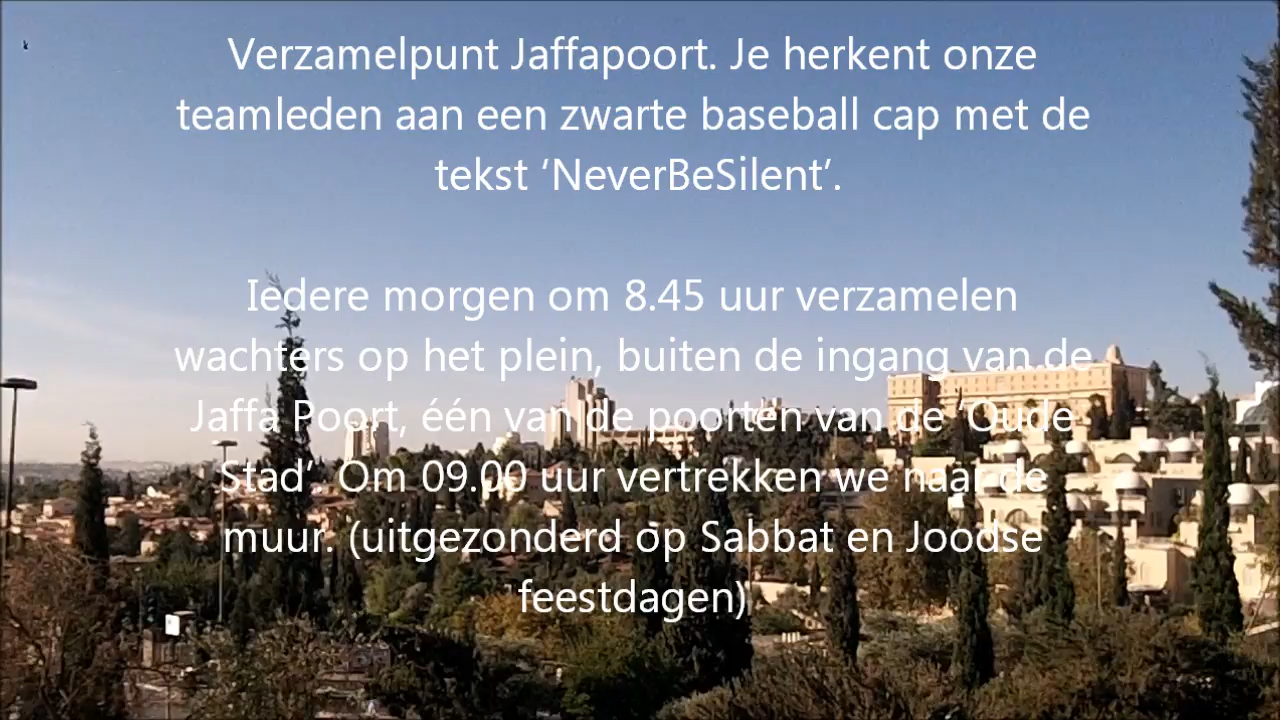 Verzamelpunt Jaffapoort. Je herkent onze
teamleden aan een zwarte baseball cap met de
tekst ‘NeverBeSilent’.
Iedere morgen om 8.45 uur verzamelen
wachters op het plein, buiten de ingang van de
Jaffa Poort, één van de poorten van de ‘Oude
Stad’. Om 09.00 uur vertrekken we naar de
muur. (uitgezonderd op Sabbat en Joodse
feestdagen)